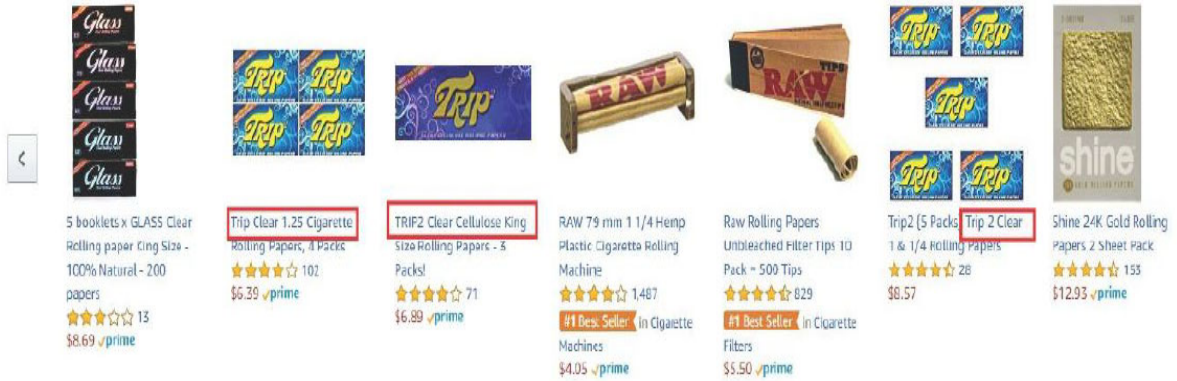 Glass
Glass
Glass
Glass
Glass
5 booklets x GLASS Clear
Rolling paper King Size -
100% Natural - 200
papers
13
$8.69 prime
Trip
Trip
Trip
Trip
Trip Clear 1.25 Cigarette
Rolling Papers, 4 Packs
102
$6.39 prime
Trip
CLEAR CELLULOSE ROLLING PAPERS
TRIP2 Clear Cellulose King
Size Rolling Papers - 3
Packs!
71
$6.89 prime
RAW
RAW 79 mm 1 1/4 Hemp
Plastic Cigarette Rolling
Machine
1,487
#1 Best Seller in Cigarette
Machines
$4.05 prime
TIPS
RAW
Raw Rolling Papers
Unbleached Filter Tips 10
Pack = 500 Tips
829
#1 Best Seller in Cigarette
Filters
$5.50 prime
Trip
Trip
Trip
Trip
Trip
Trip2 (5 Packs Trip 2 Clear
1 & 1/4 Rolling Papers
28
$8.57
shine
Shine 24K Gold Rolling
Papers 2 Sheet Pack
153
$12.93 prime